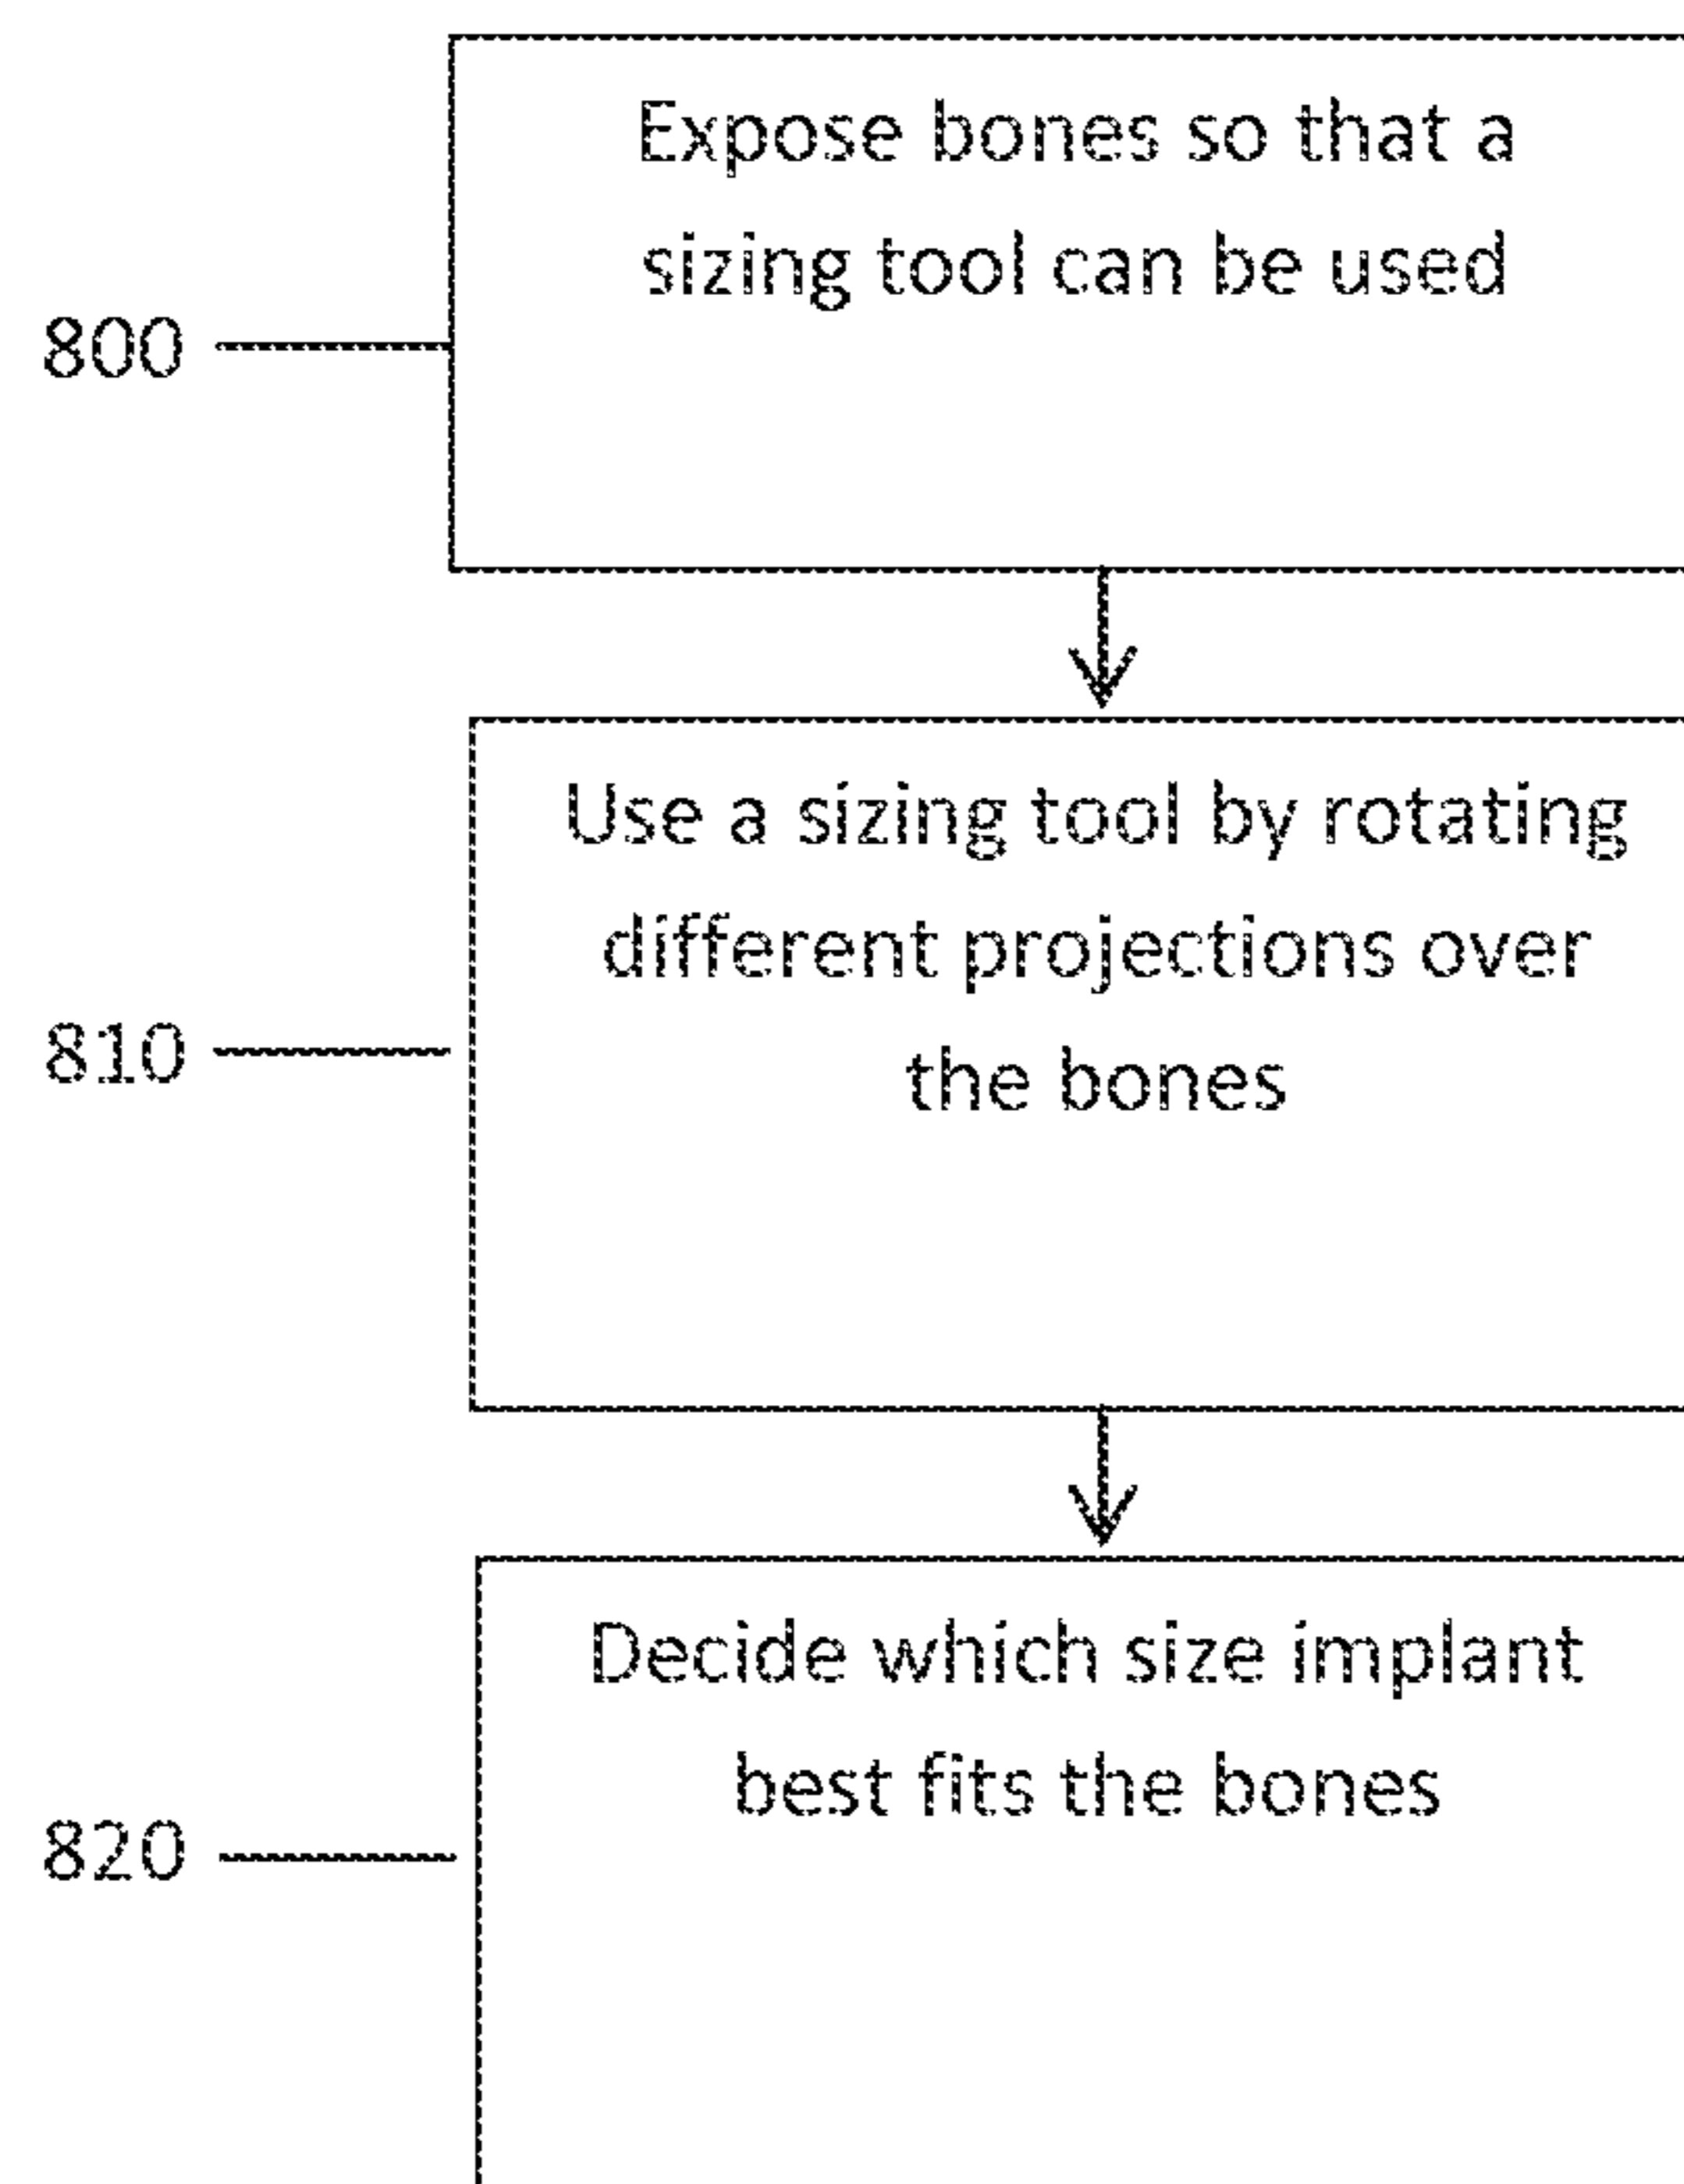 Expose bones so that a
sizing tool can be used
800
Use a sizing tool by rotating
different projections over
the bones
810
Decide which size implant
best fits the bones
820